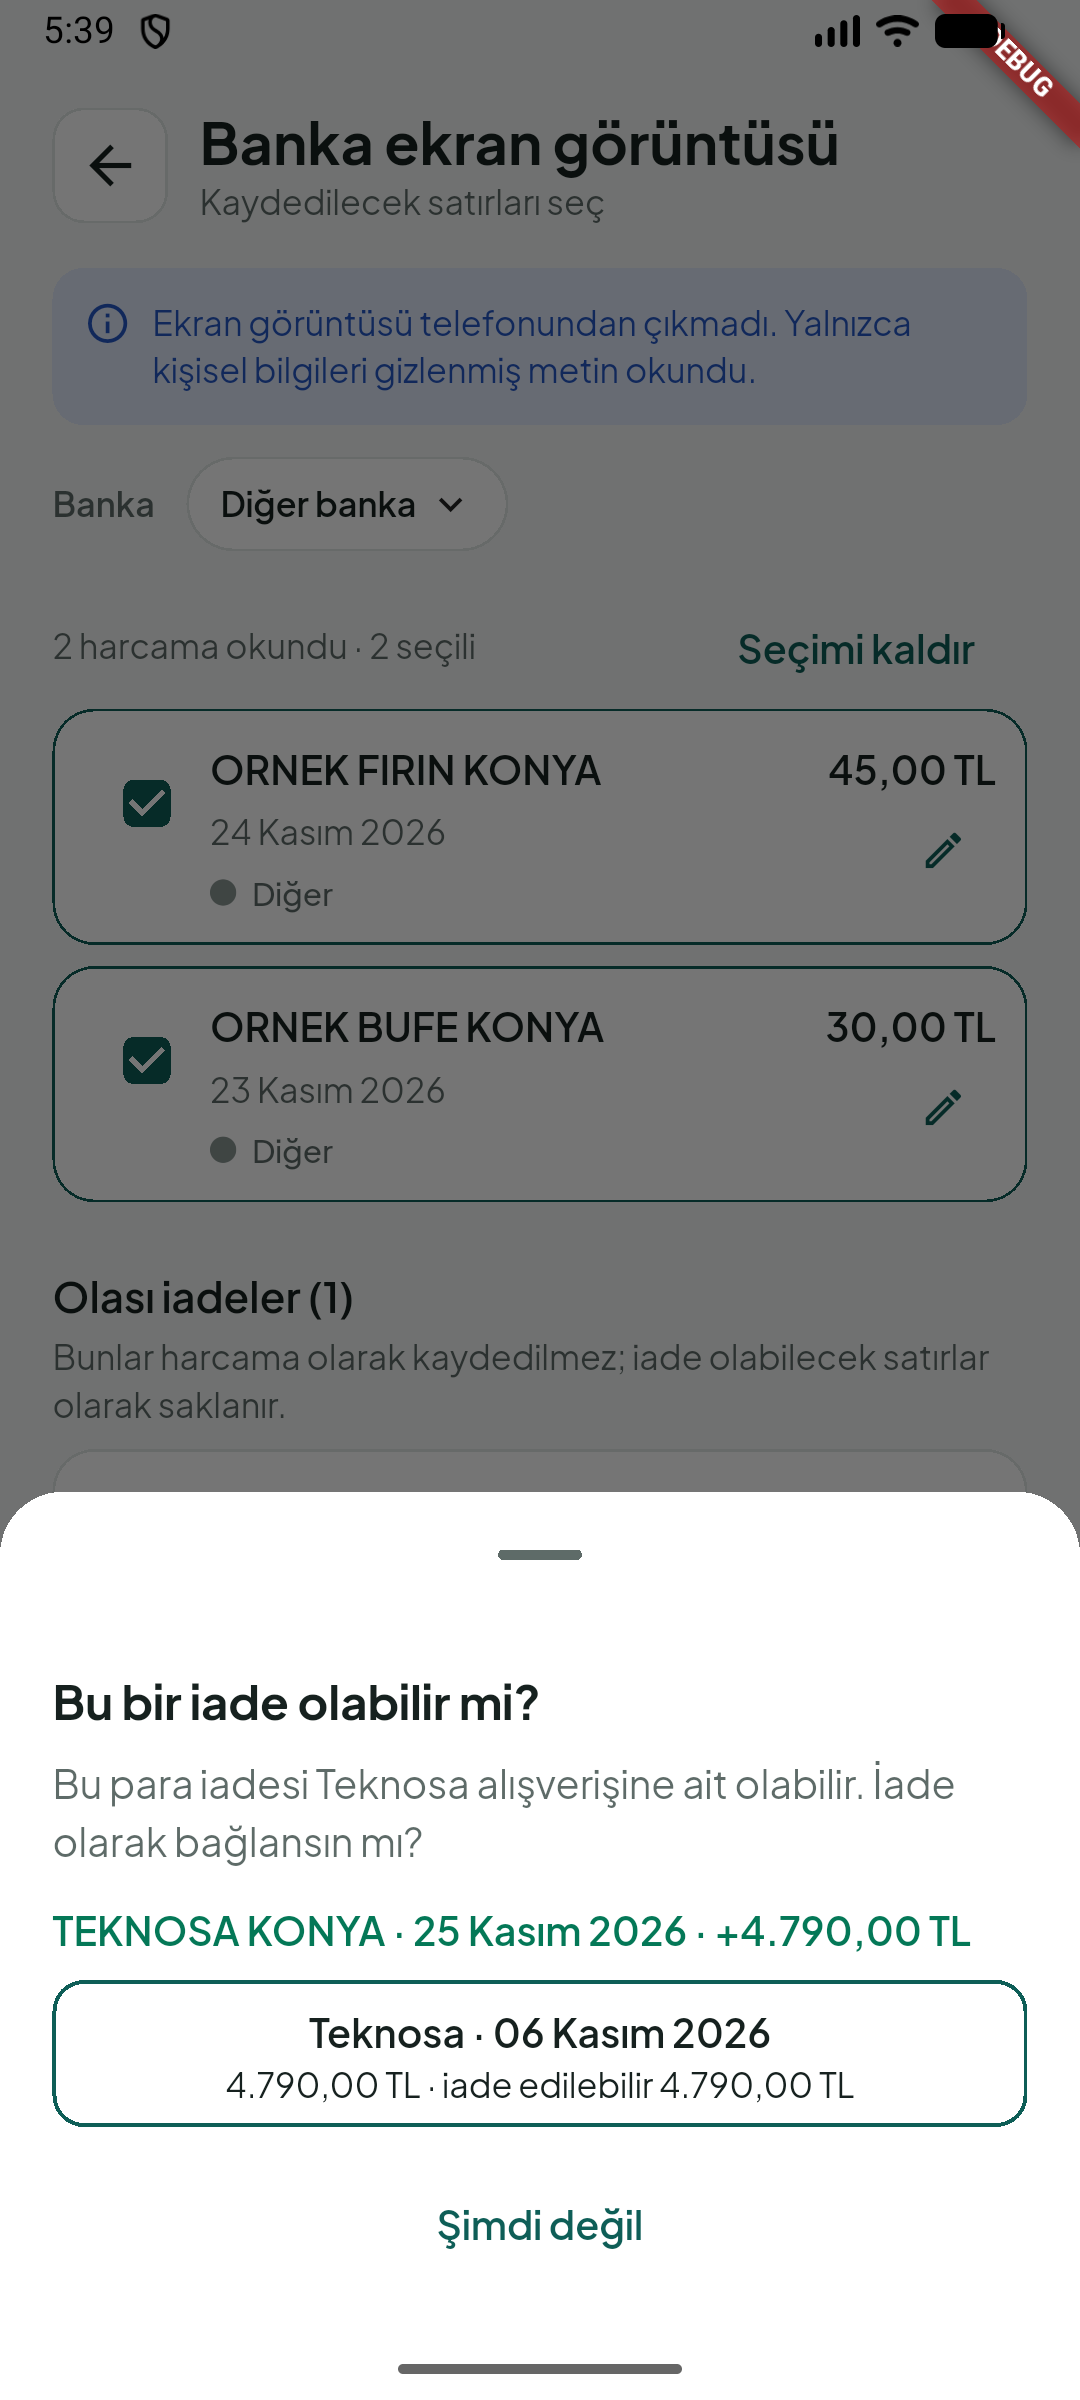 5:39
DEBUG
Banka ekran görüntüsü
Kaydedilecek satırları seç
Ekran görüntüsü telefonundan çıkmadı. Yalnızca
kişisel bilgileri gizlenmiş metin okundu.
Banka
Diğer banka
2 harcama okundu · 2 seçili
Seçimi kaldır
ORNEK FIRIN KONYA
45,00 TL
24 Kasım 2026
Diğer
ORNEK BUFE KONYA
30,00 TL
23 Kasım 2026
Diğer
Olası iadeler (1)
Bunlar harcama olarak kaydedilmez; iade olabilecek satırlar
olarak saklanır.
Bu bir iade olabilir mi?
Bu para iadesi Teknosa alışverişine ait olabilir. İade
olarak bağlansın mı?
TEKNOSA KONYA · 25 Kasım 2026 · +4.790,00 TL
Teknosa · 06 Kasım 2026
4.790,00 TL · iade edilebilir 4.790,00 TL
Şimdi değil